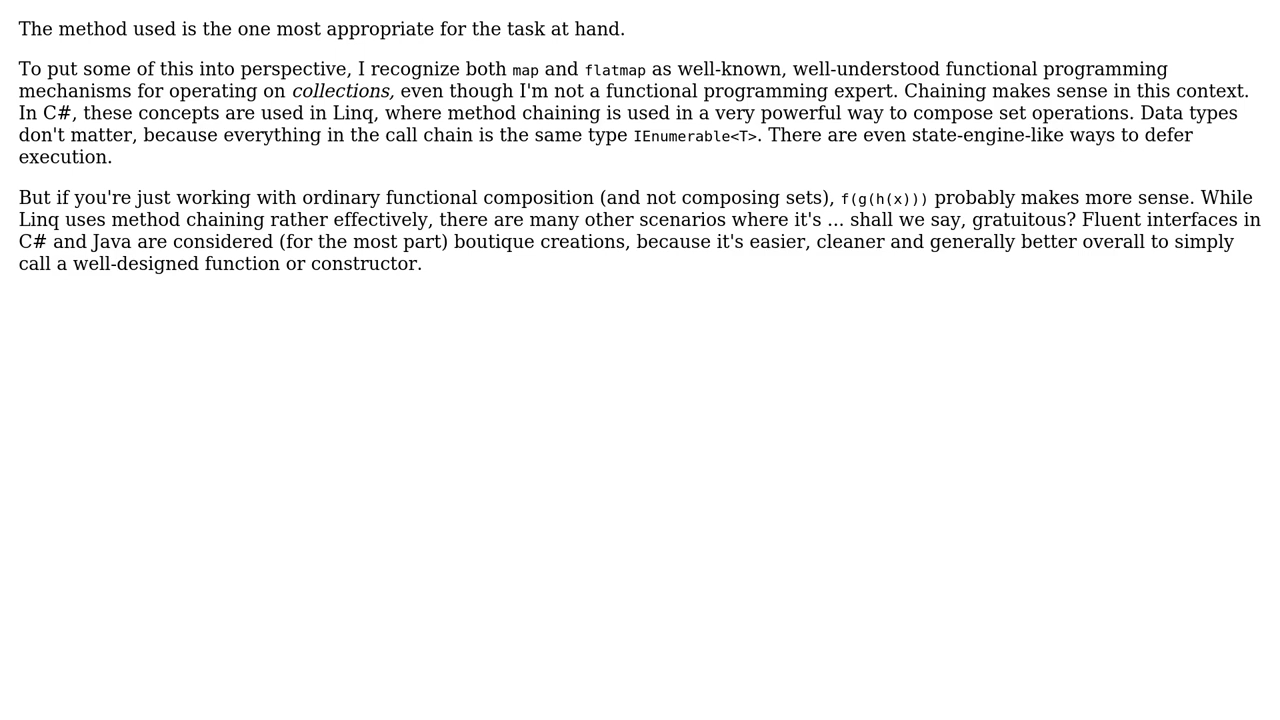 The method used is the one most appropriate for the task at hand.
To put some of this into perspective, I recognize both map and flatmap as well-known, well-understood functional programming
mechanisms for operating on collections, even though I'm not a functional programming expert. Chaining makes sense in this context.
In C#, these concepts are used in Linq, where method chaining is used in a very powerful way to compose set operations. Data types
don't matter, because everything in the call chain is the same type IEnumerable<T>. There are even state-engine-like ways to defer
execution.
But if you're just working with ordinary functional composition (and not composing sets), f(g(h(x))) probably makes more sense. While
Linq uses method chaining rather effectively, there are many other scenarios where it's ... shall we say, gratuitous? Fluent interfaces in
C# and Java are considered (for the most part) boutique creations, because it's easier, cleaner and generally better overall to simply
call a well-designed function or constructor.